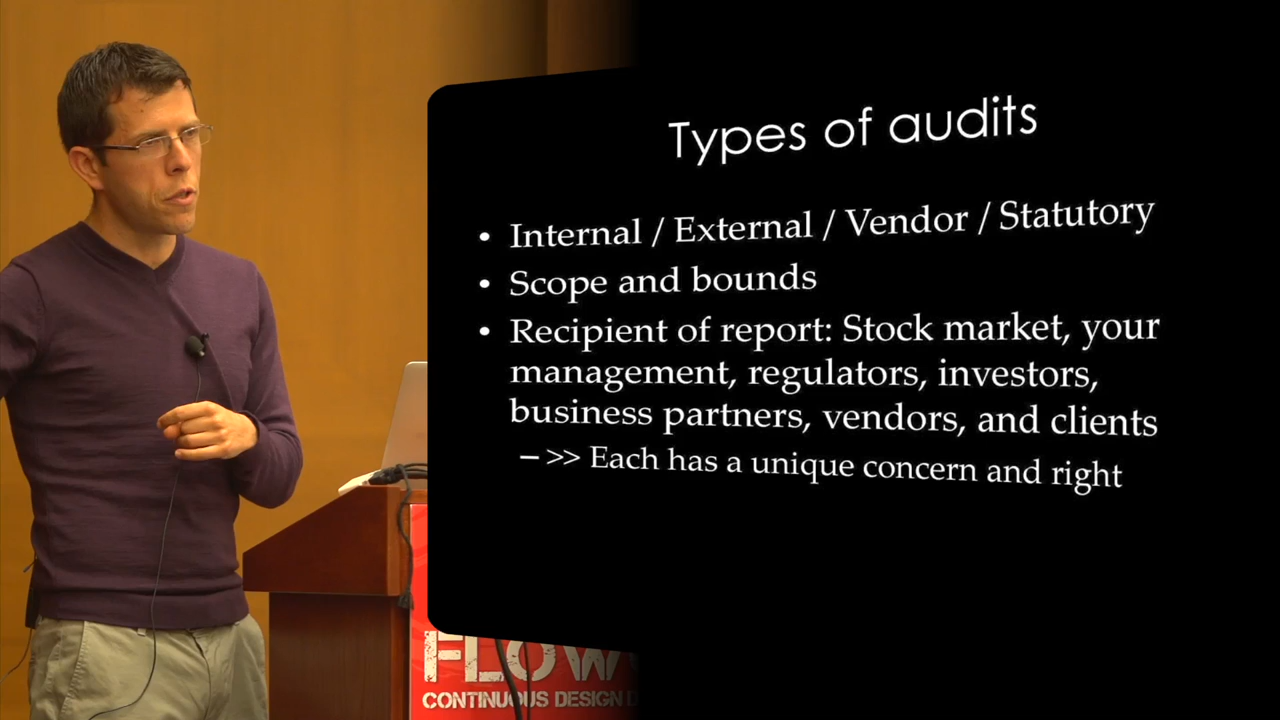 Types of audits
• Internal / External / Vendor / Statutory
• Scope and bounds
• Recipient of report: Stock market, your
management, regulators, investors,
business partners, vendors, and clients
– >> Each has a unique concern and right
FLOW
CONTINUOUS DESIGN